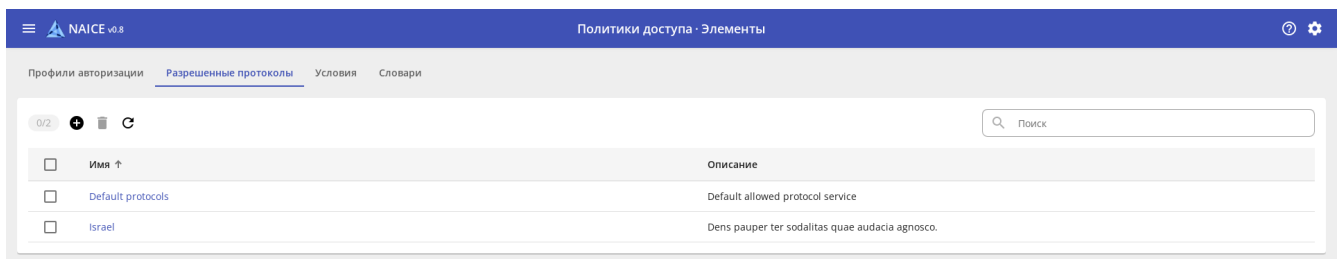 NAICE v0.8
Политики доступа · Элементы
Профили авторизации Разрешенные протоколы Условия Словари
0/2
Поиск
Имя ↑ Описание
Default protocols Default allowed protocol service
Israel Dens pauper ter sodalitas quae audacia agnosco.